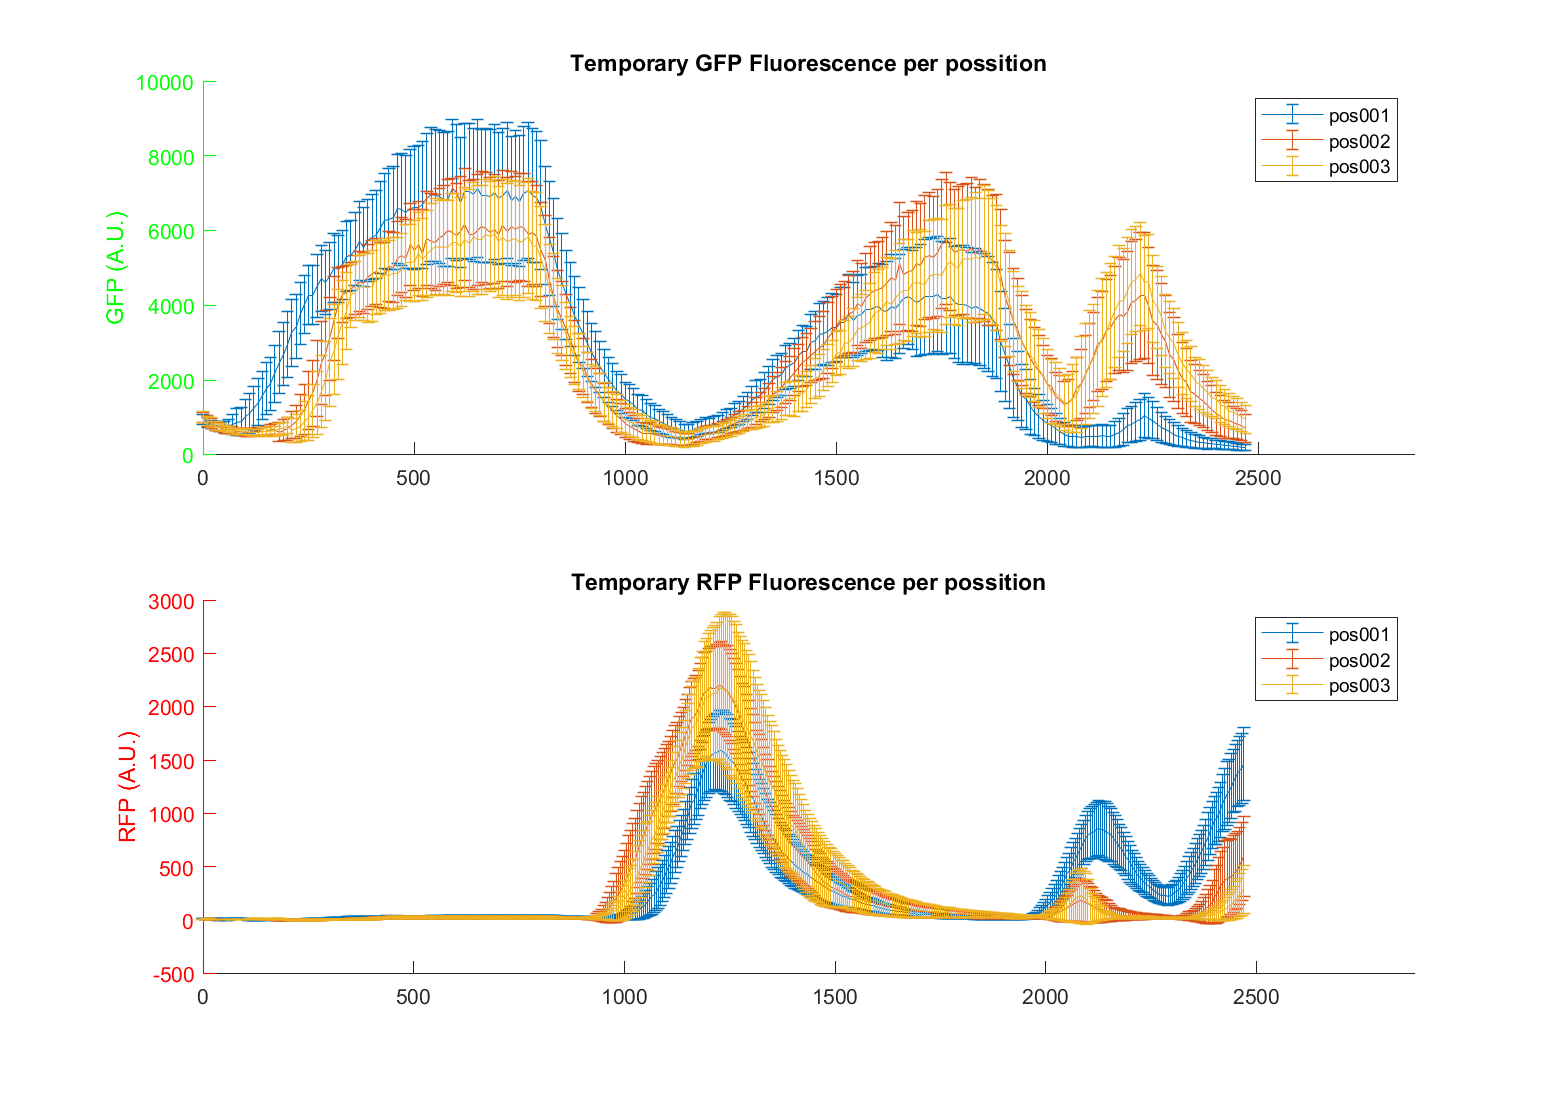 Temporary GFP Fluorescence per possition
GFP (A.U.)
10000
8000
6000
4000
2000
0
0 500 1000 1500 2000 2500
pos001
pos002
pos003
Temporary RFP Fluorescence per possition
RFP (A.U.)
3000
2500
2000
1500
1000
500
0
-500
0 500 1000 1500 2000 2500
pos001
pos002
pos003